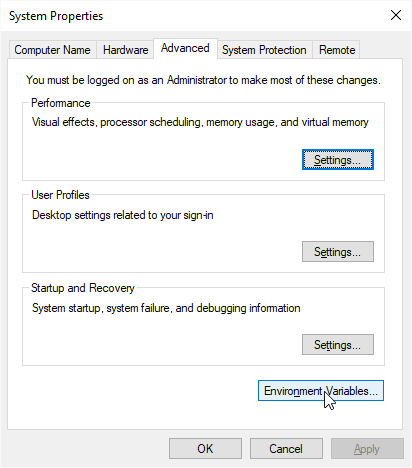 System Properties
Computer Name Hardware Advanced System Protection Remote
You must be logged on as an Administrator to make most of these changes.
Performance
Visual effects, processor scheduling, memory usage, and virtual memory
Settings...
User Profiles
Desktop settings related to your sign-in
Settings...
Startup and Recovery
System startup, system failure, and debugging information
Settings...
Environment Variables...
OK Cancel Apply